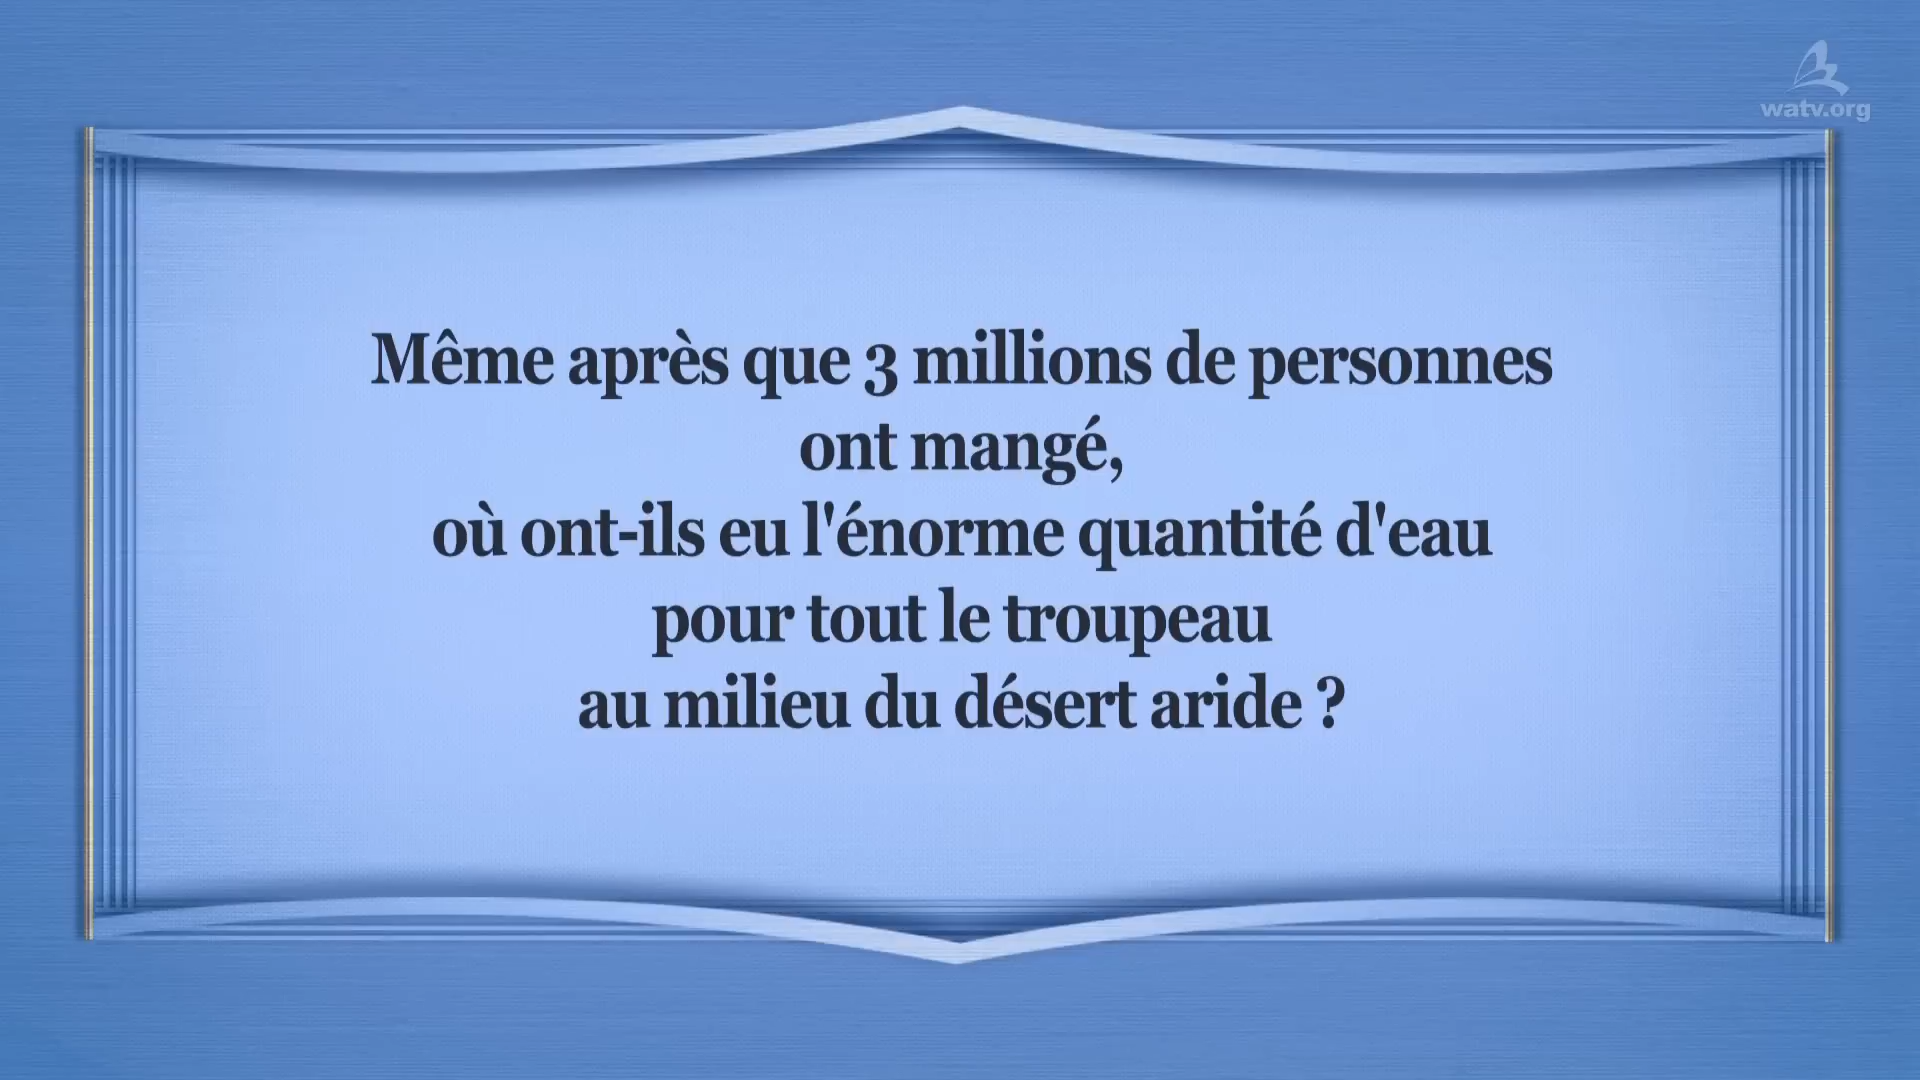 watv.org
Même après que 3 millions de personnes
ont mangé,
où ont-ils eu l'énorme quantité d'eau
pour tout le troupeau
au milieu du désert aride ?